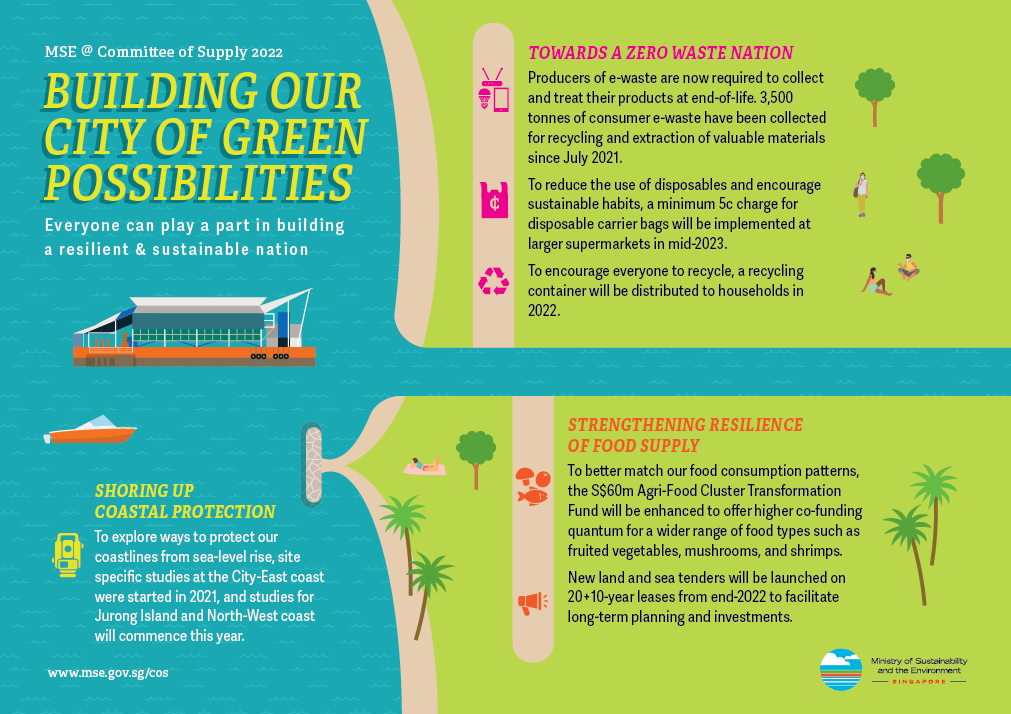 MSE @ Committee of Supply 2022
BUILDING OUR
CITY OF GREEN
POSSIBILITIES
Everyone can play a part in building
a resilient & sustainable nation
TOWARDS A ZERO WASTE NATION
Producers of e-waste are now required to collect
and treat their products at end-of-life. 3,500
tonnes of consumer e-waste have been collected
for recycling and extraction of valuable materials
since July 2021.
To reduce the use of disposables and encourage
sustainable habits, a minimum 5c charge for
disposable carrier bags will be implemented at
larger supermarkets in mid-2023.
¢
To encourage everyone to recycle, a recycling
container will be distributed to households in
2022.
SHORING UP
COASTAL PROTECTION
To explore ways to protect our
coastlines from sea-level rise, site
specific studies at the City-East coast
were started in 2021, and studies for
Jurong Island and North-West coast
will commence this year.
www.mse.gov.sg/cos
STRENGTHENING RESILIENCE
OF FOOD SUPPLY
To better match our food consumption patterns,
the S$60m Agri-Food Cluster Transformation
Fund will be enhanced to offer higher co-funding
quantum for a wider range of food types such as
fruited vegetables, mushrooms, and shrimps.
New land and sea tenders will be launched on
20+10-year leases from end-2022 to facilitate
long-term planning and investments.
Ministry of Sustainability
and the Environment
SINGAPORE